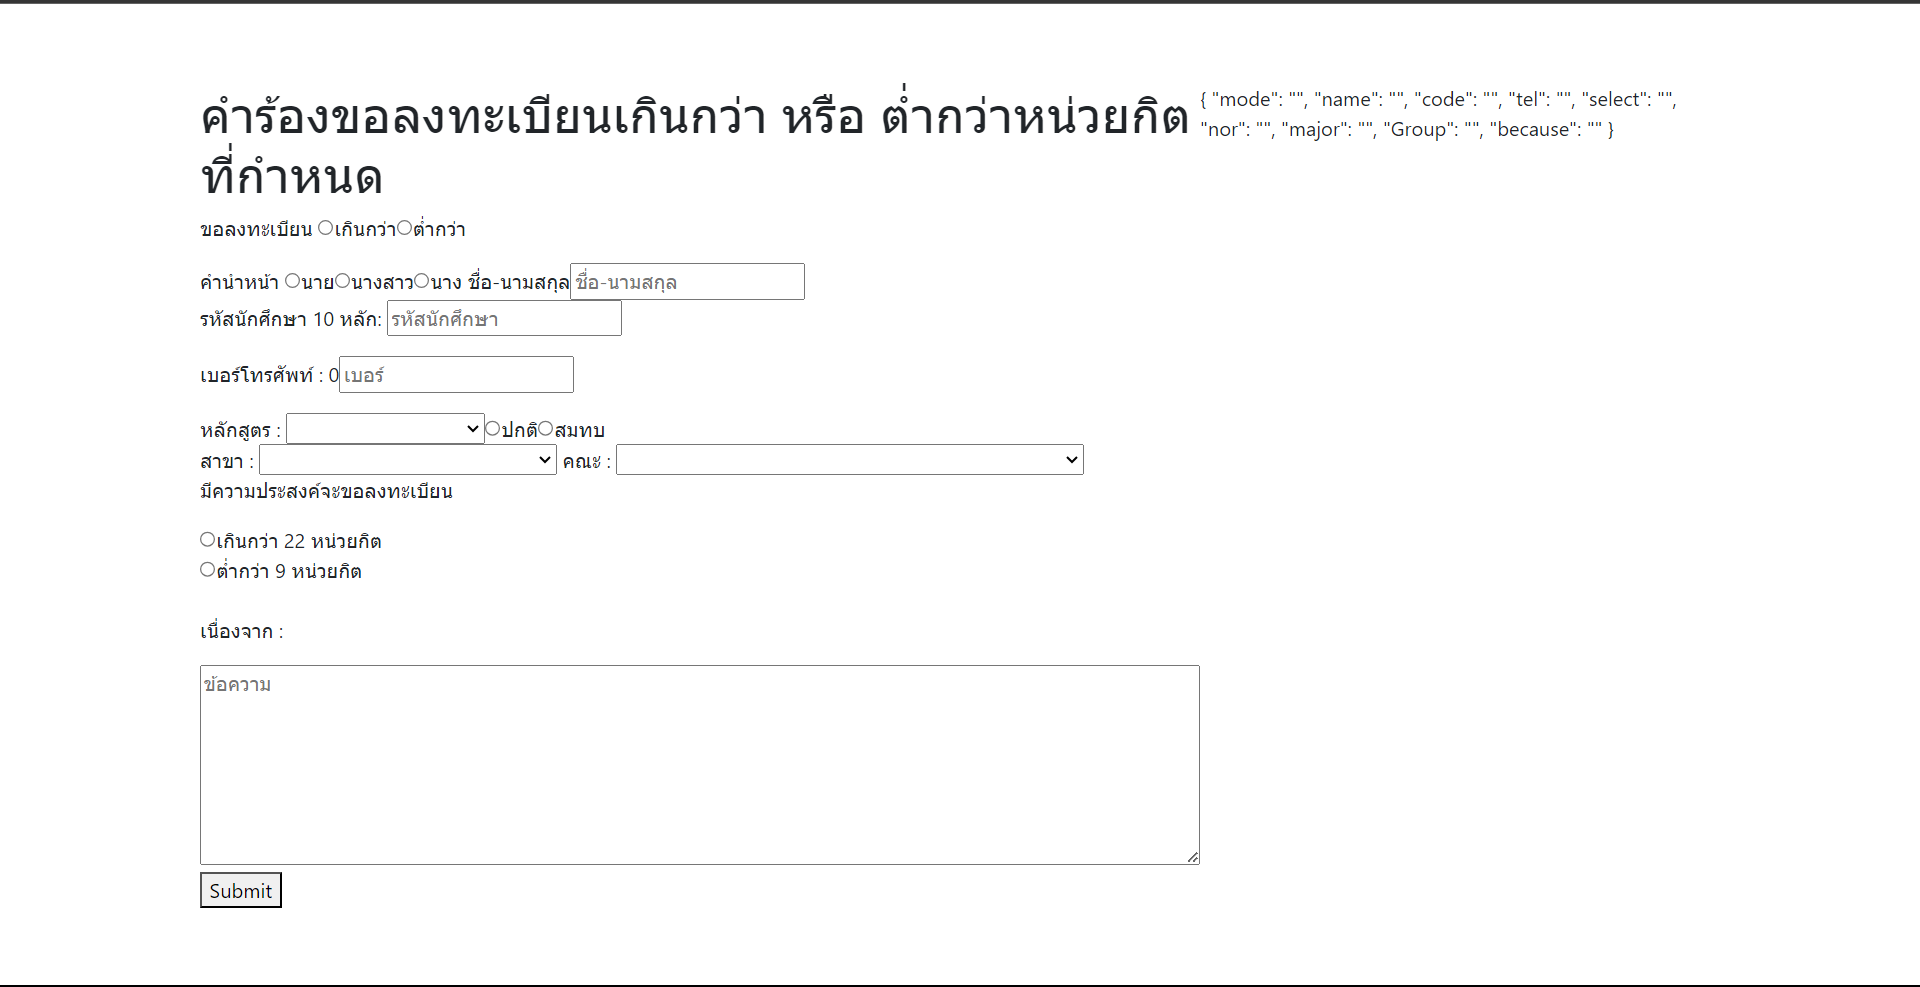 คำร้องขอลงทะเบียนเกินกว่า หรือ ต่ำกว่าหน่วยกิต
ที่กำหนด
{ "mode": "", "name": "", "code": "", "tel": "", "select": "",
"nor": "", "major": "", "Group": "", "because": "" }
ขอลงทะเบียน เกินกว่า ต่ำกว่า
คำนำหน้า นาย นางสาว นาง ชื่อ-นามสกุล ชื่อ-นามสกุล
รหัสนักศึกษา 10 หลัก: รหัสนักศึกษา
เบอร์โทรศัพท์ : 0 เบอร์
หลักสูตร : ปกติ สมทบ
สาขา : คณะ :
มีความประสงค์จะขอลงทะเบียน
เกินกว่า 22 หน่วยกิต
ต่ำกว่า 9 หน่วยกิต
เนื่องจาก :
ข้อความ
Submit